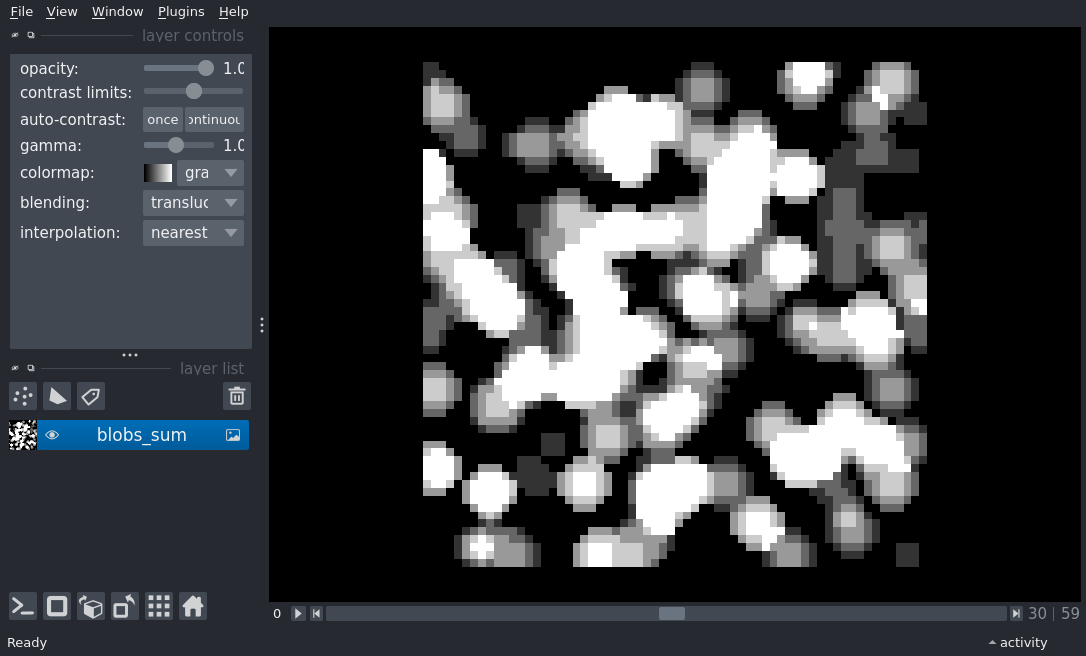 File View Window Plugins Help
layer controls
opacity: 1.0
contrast limits:
auto-contrast: once ontinuou
gamma: 1.0
colormap: gra
blending: transluc
interpolation: nearest
layer list
blobs_sum
0 30 | 59
Ready activity